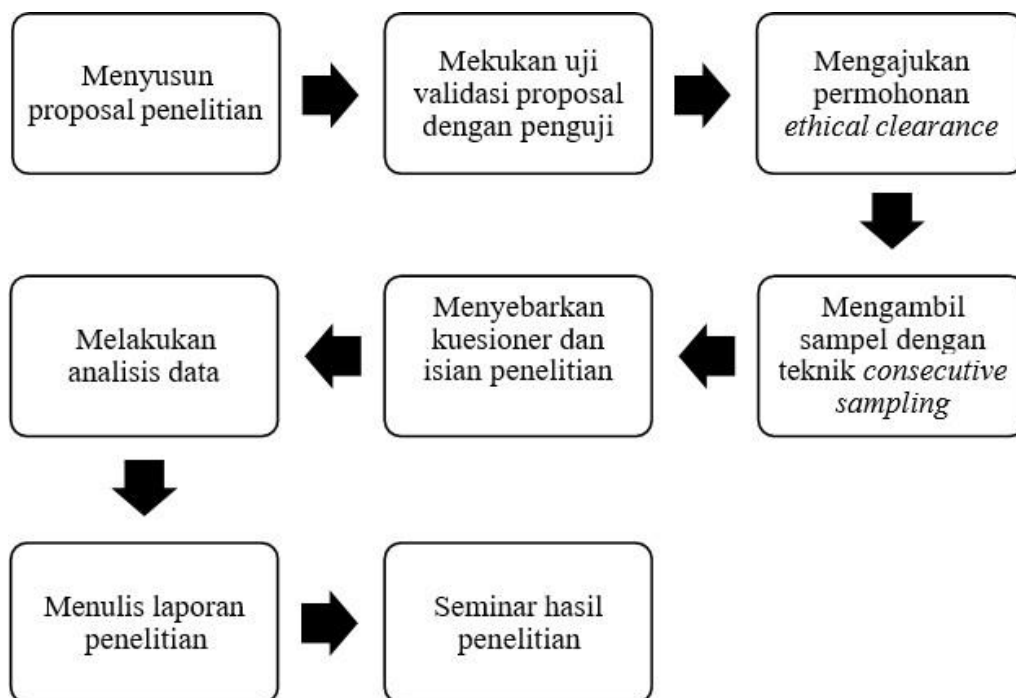 Menyusun
proposal penelitian
Mekukan uji
validasi proposal
dengan penguji
Mengajukan
permohonan
ethical clearance
Mengambil
sampel dengan
teknik consecutive
sampling
Menyebarkan
kuesioner dan
isian penelitian
Melakukan
analisis data
Menulis laporan
penelitian
Seminar hasil
penelitian